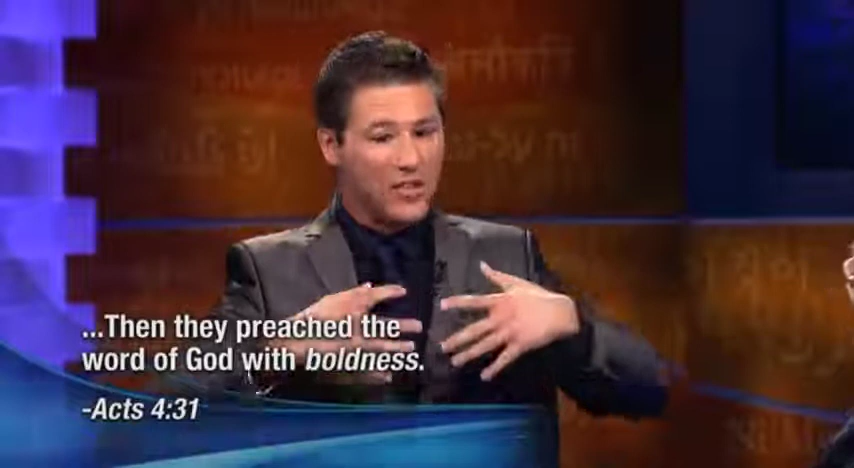 ...Then they preached the
word of God with boldness.
-Acts 4:31